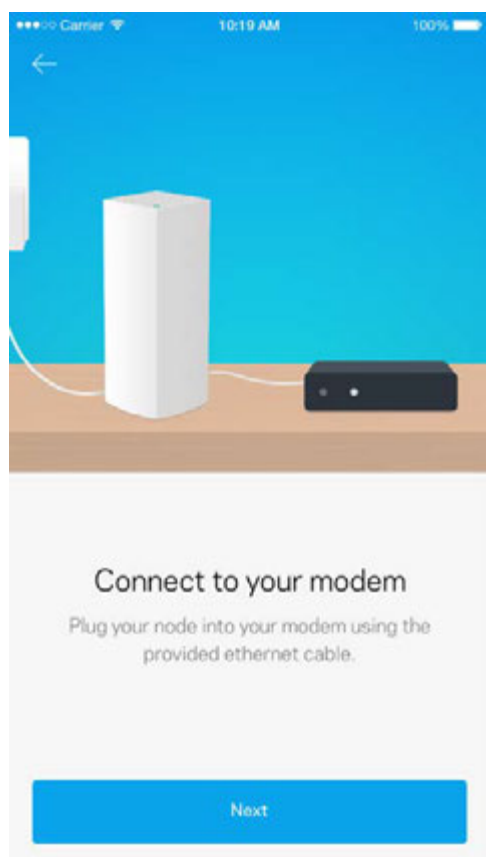 Carrier 10:19 AM 100%
Connect to your modem
Plug your node into your modem using the
provided ethernet cable.
Next